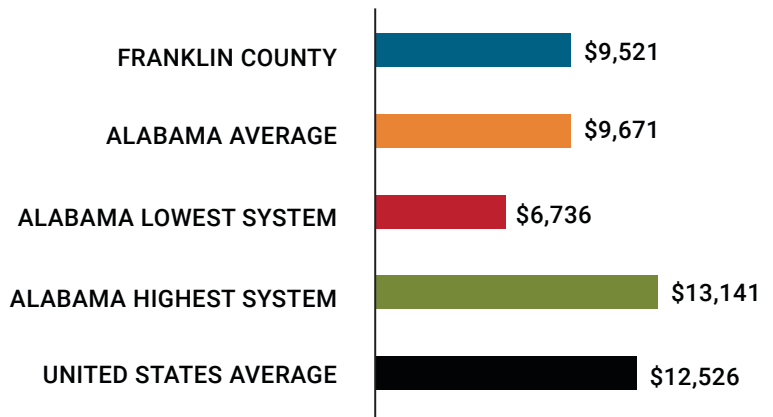 FRANKLIN COUNTY $9,521
ALABAMA AVERAGE $9,671
ALABAMA LOWEST SYSTEM $6,736
ALABAMA HIGHEST SYSTEM $13,141
UNITED STATES AVERAGE $12,526